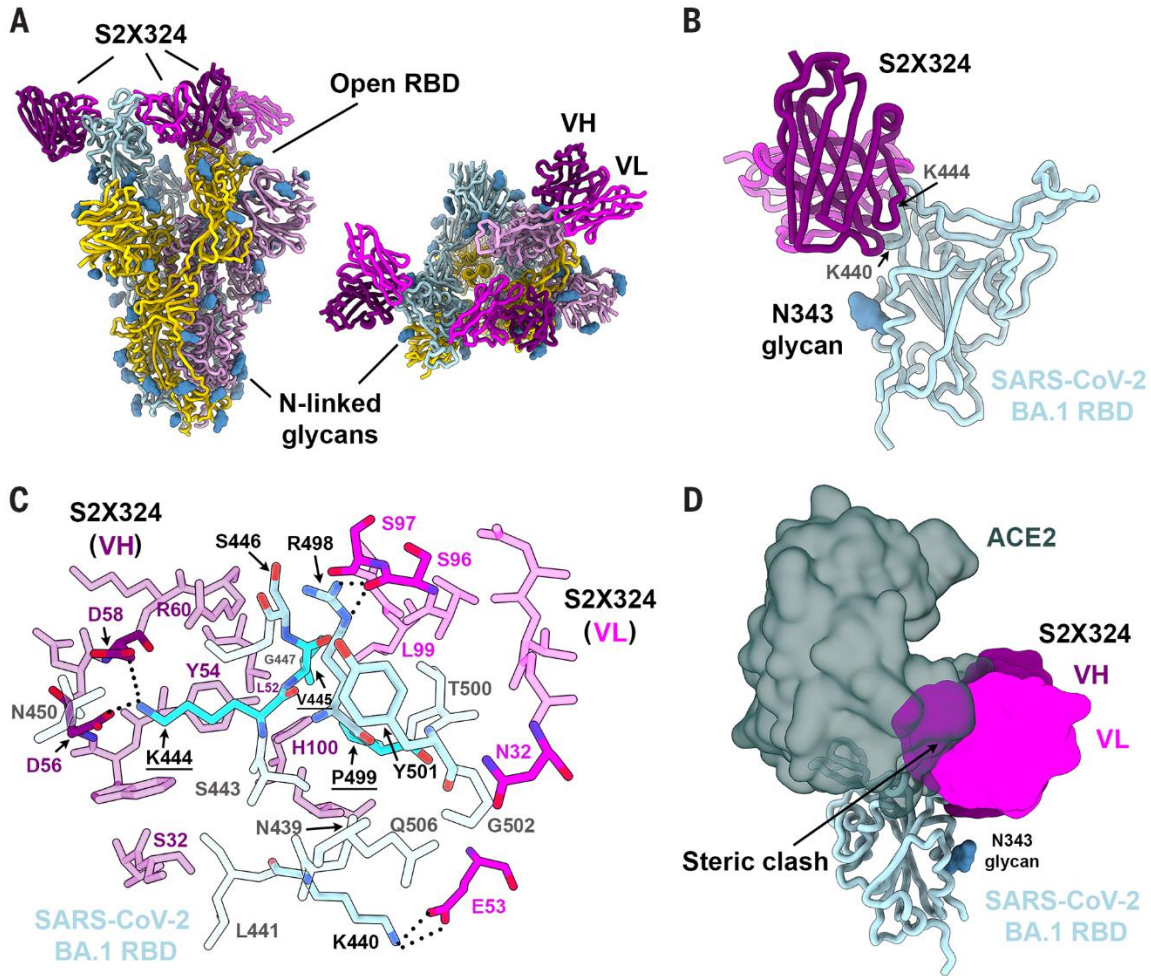 A
S2X324
Open RBD
VH
VL
N-linked
glycans
B
S2X324
K444
K440
N343
glycan
SARS-CoV-2
BA.1 RBD
C
S2X324
(VH)
S446
R498
S97
S96
S2X324
(VL)
D58
R60
L99
G447
Y54
L52
V445
T500
N450
D56
K444
H100
N32
P499
Y501
S443
N439
Q506
G502
S32
E53
L441
K440
SARS-CoV-2
BA.1 RBD
D
ACE2
S2X324
VH
VL
Steric clash
N343
glycan
SARS-CoV-2
BA.1 RBD